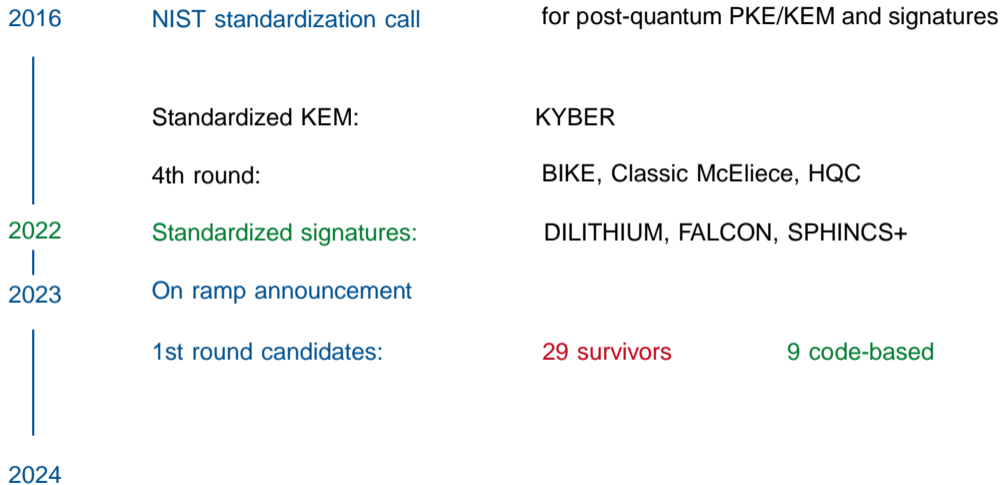 2016 NIST standardization call for post-quantum PKE/KEM and signatures
Standardized KEM: KYBER
4th round: BIKE, Classic McEliece, HQC
2022 Standardized signatures: DILITHIUM, FALCON, SPHINCS+
2023 On ramp announcement
1st round candidates: 29 survivors 9 code-based
2024